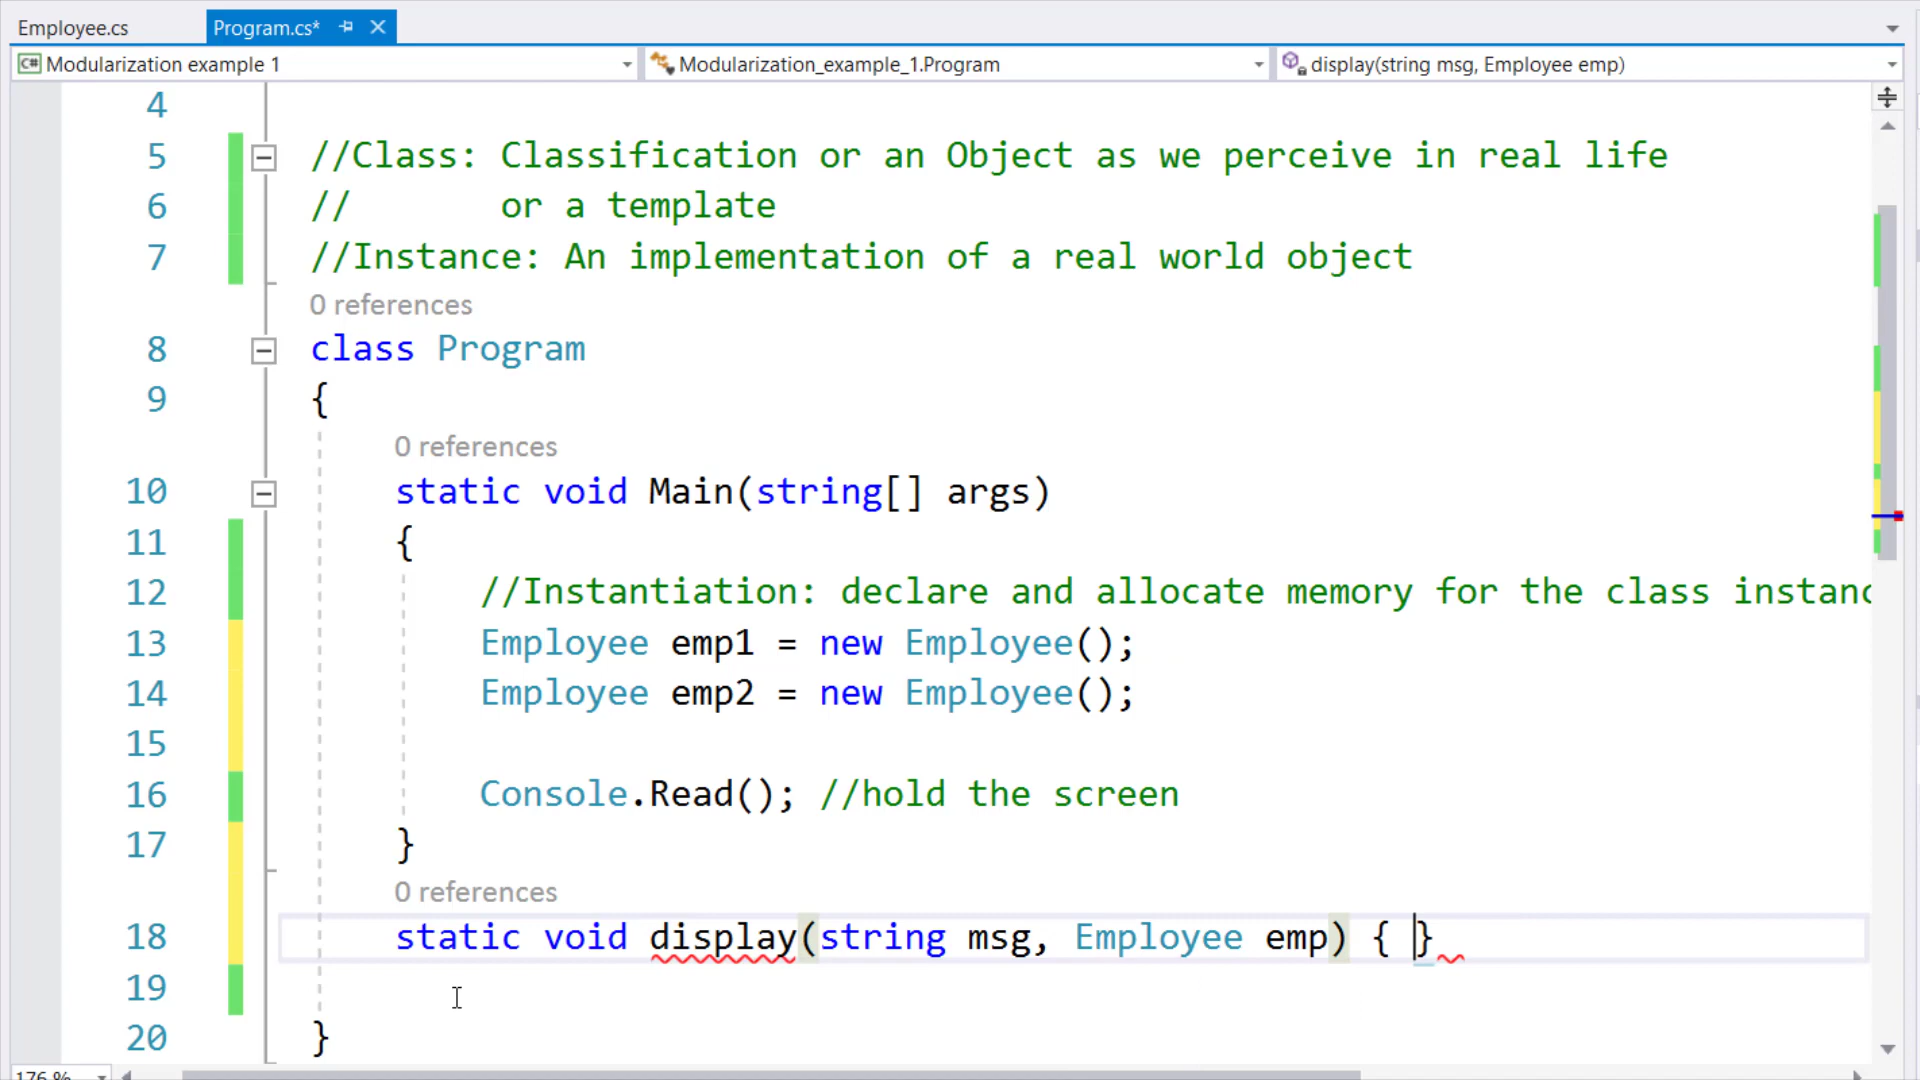 Employee.cs
Program.cs*
C# Modularization example 1
Modularization_example_1.Program
display(string msg, Employee emp)
4
5 //Class: Classification or an Object as we perceive in real life
6 // or a template
7 //Instance: An implementation of a real world object
0 references
8 class Program
9 {
0 references
10 static void Main(string[] args)
11 {
12 //Instantiation: declare and allocate memory for the class instanc
13 Employee emp1 = new Employee();
14 Employee emp2 = new Employee();
15
16 Console.Read(); //hold the screen
17 }
0 references
18 static void display(string msg, Employee emp) { }
19
20 }
176 %